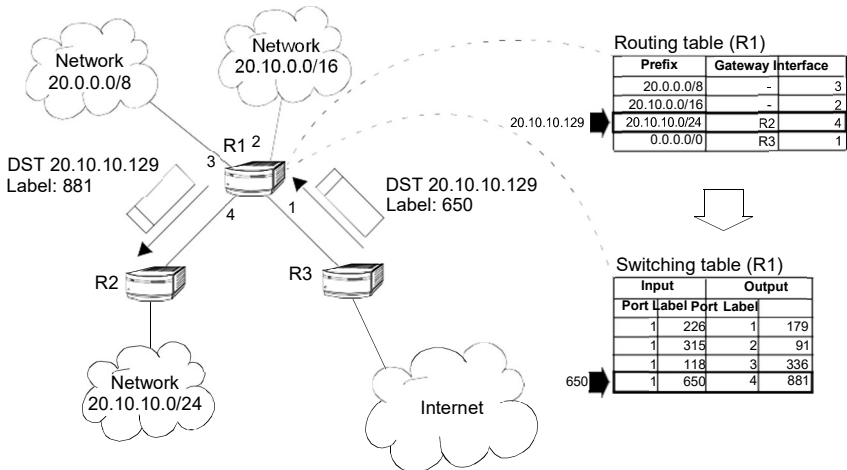 Network
20.0.0.0/8
Network
20.10.0.0/16
R1
2
3
4
1
DST 20.10.10.129
Label: 881
DST 20.10.10.129
Label: 650
R2
R3
Network
20.10.10.0/24
Internet
Routing table (R1)
Prefix Gateway Interface
20.0.0.0/8 - 3
20.10.0.0/16 - 2
20.10.10.129
20.10.10.0/24 R2 4
0.0.0.0/0 R3 1
Switching table (R1)
Input Output
Port Label Port Label
1 226 1 179
1 315 2 91
1 118 3 336
650
1 650 4 881